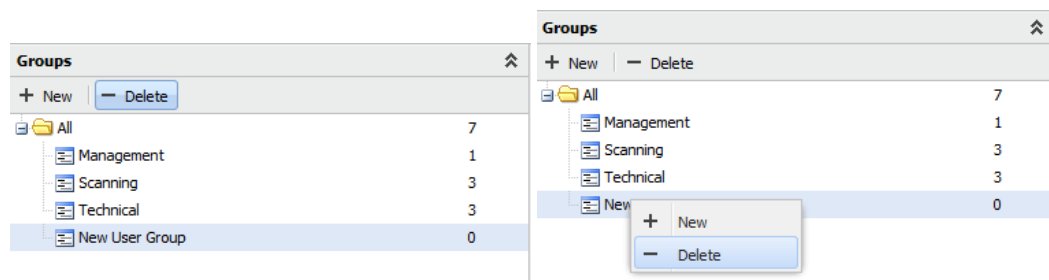 Groups
+ New — Delete
All 7
Management 1
Scanning 3
Technical 3
New User Group 0
Groups
+ New — Delete
All 7
Management 1
Scanning 3
Technical 3
New 0
+ New
— Delete